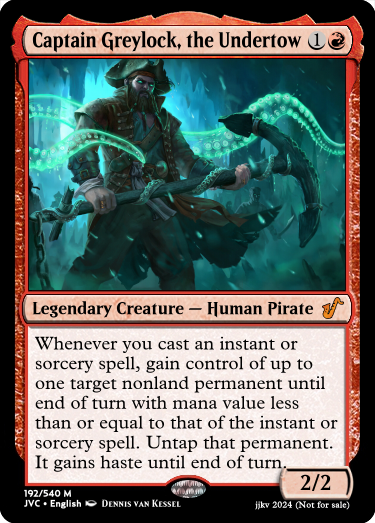 Captain Greylock, the Undertow 1
Legendary Creature — Human Pirate
Whenever you cast an instant or
sorcery spell, gain control of up to
one target nonland permanent until
end of turn with mana value less
than or equal to that of the instant or
sorcery spell. Untap that permanent.
It gains haste until end of turn.
2/2
192/540 M
JVC • English Dennis van Kessel
jjkv 2024 (Not for sale)